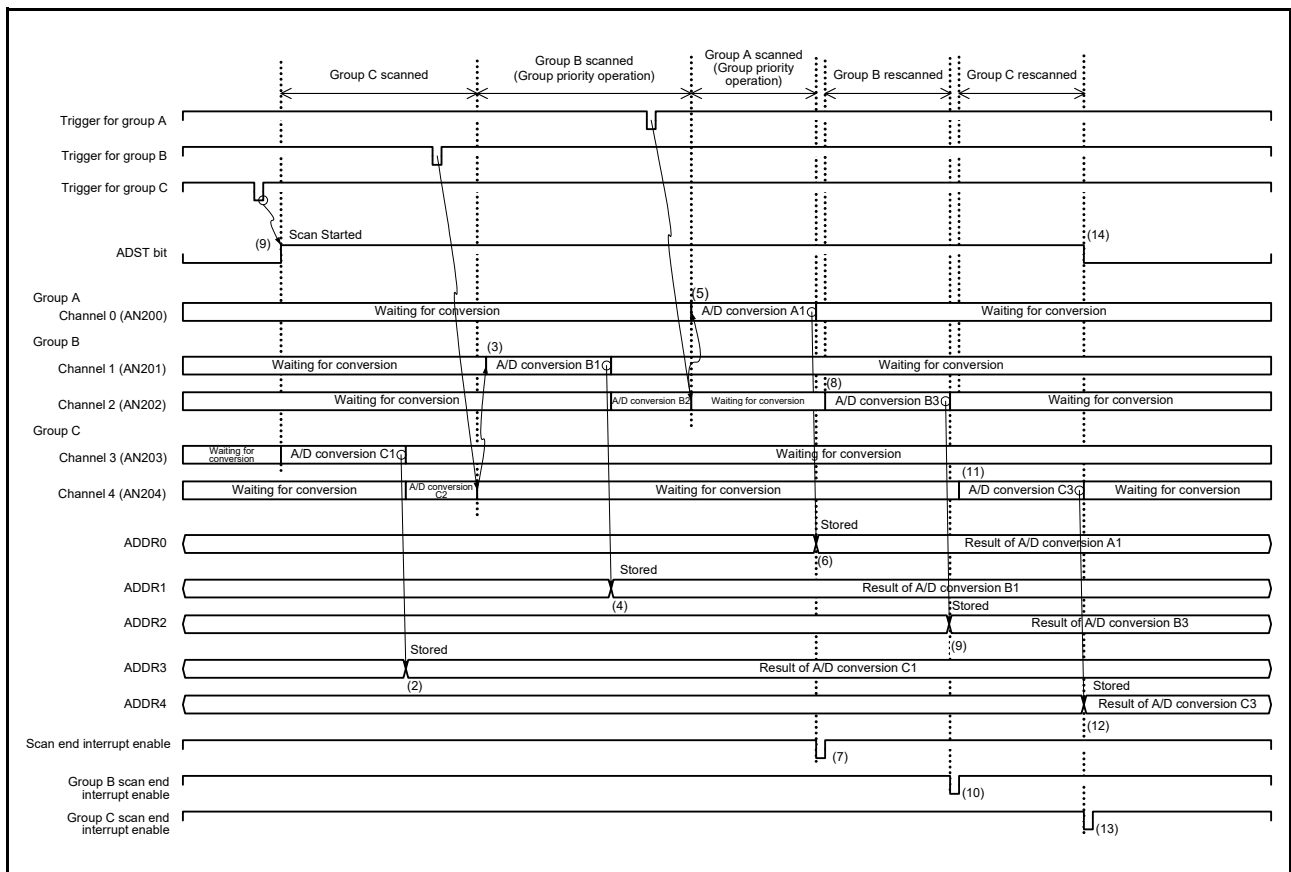 Group C scanned
Group B scanned
(Group priority operation)
Group A scanned
(Group priority
operation)
Group B rescanned
Group C rescanned
Trigger for group A
Trigger for group B
Trigger for group C
ADST bit
(9)
Scan Started
(14)
Group A
Channel 0 (AN200)
Waiting for conversion
(5)
A/D conversion A1
Waiting for conversion
Group B
Channel 1 (AN201)
Waiting for conversion
(3)
A/D conversion B1
Waiting for conversion
Channel 2 (AN202)
Waiting for conversion
A/D conversion B2
Waiting for conversion
(8)
A/D conversion B3
Waiting for conversion
Group C
Channel 3 (AN203)
Waiting for
conversion
A/D conversion C1
Waiting for conversion
Channel 4 (AN204)
Waiting for conversion
A/D conversion
C2
Waiting for conversion
(11)
A/D conversion C3
Waiting for conversion
ADDR0
Stored
Result of A/D conversion A1
(6)
ADDR1
Stored
Result of A/D conversion B1
(4)
ADDR2
Stored
Result of A/D conversion B3
(9)
ADDR3
Stored
Result of A/D conversion C1
(2)
ADDR4
Stored
Result of A/D conversion C3
(12)
Scan end interrupt enable
(7)
Group B scan end
interrupt enable
(10)
Group C scan end
interrupt enable
(13)